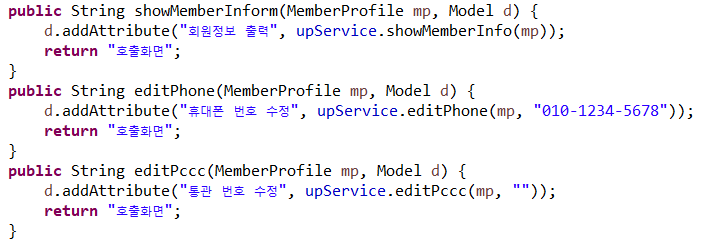 public String showMemberInform(MemberProfile mp, Model d) {
    d.addAttribute("회원정보 출력", upService.showMemberInfo(mp));
    return "호출화면";
}
public String editPhone(MemberProfile mp, Model d) {
    d.addAttribute("휴대폰 번호 수정", upService.editPhone(mp, "010-1234-5678"));
    return "호출화면";
}
public String editPccc(MemberProfile mp, Model d) {
    d.addAttribute("통관 번호 수정", upService.editPccc(mp, ""));
    return "호출화면";
}